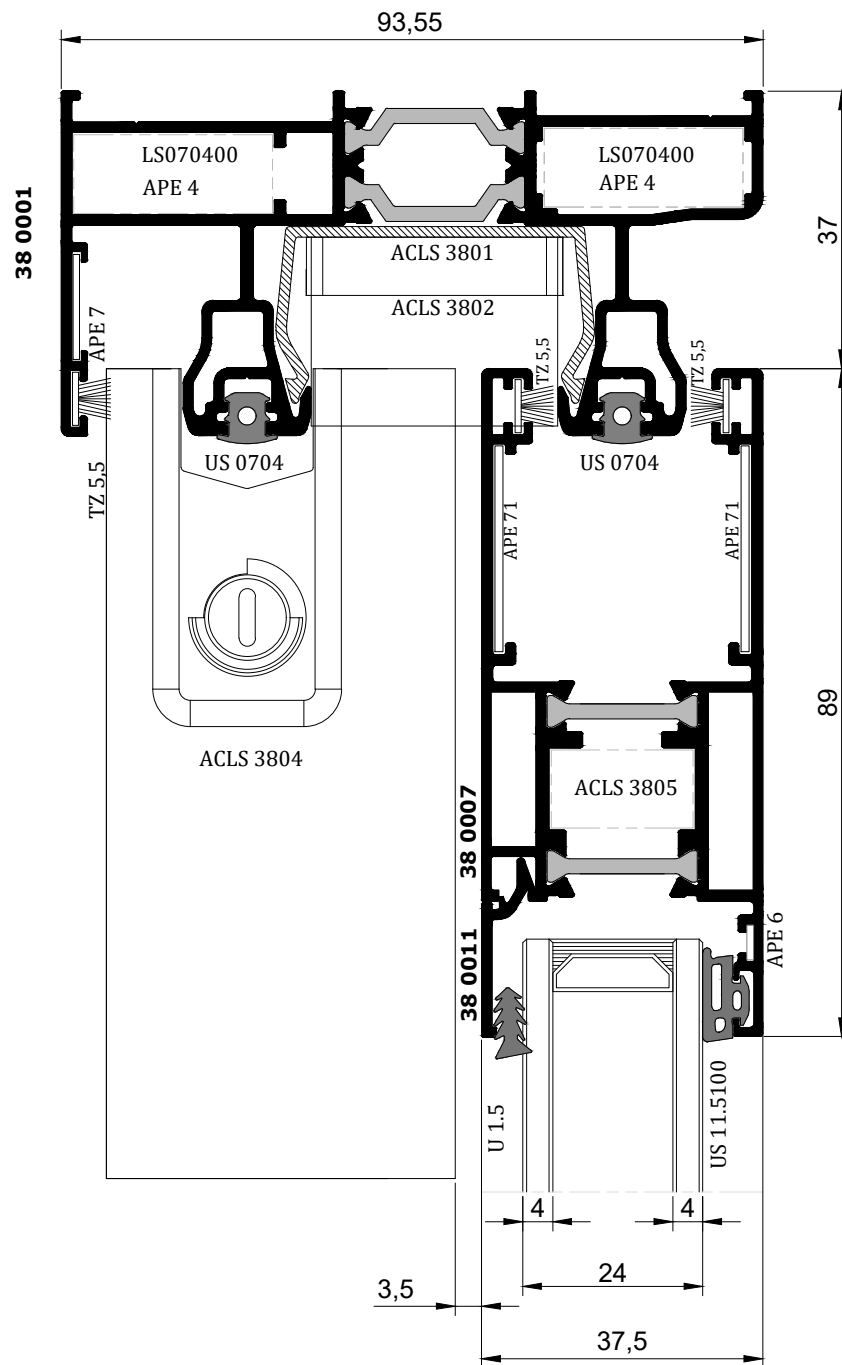 93,55
LS070400
APE 4
LS070400
APE 4
38 0001
37
ACLS 3801
ACLS 3802
APE 7
TZ 5,5
TZ 5,5
US 0704
US 0704
TZ 5,5
APE 71
APE 71
89
ACLS 3804
ACLS 3805
38 0007
38 0011
APE 6
U 1.5
US 11.5100
4
4
24
3,5
37,5